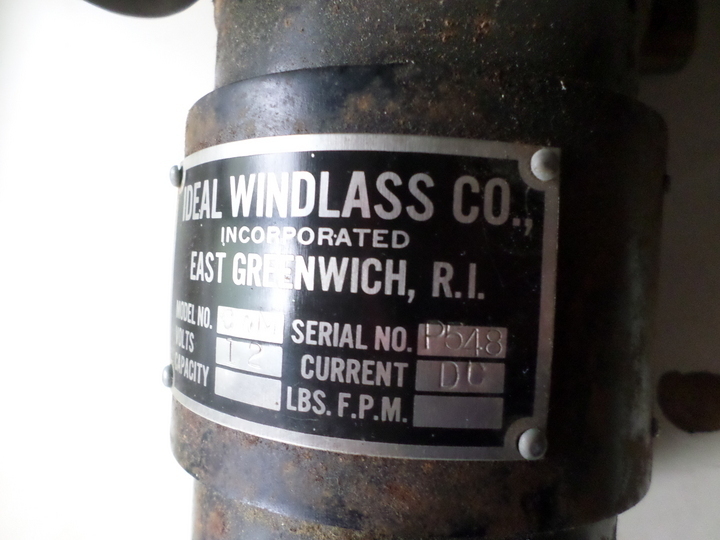 IDEAL WINDLASS CO.,
INCORPORATED
EAST GREENWICH, R.I.
MODEL NO. SERIAL NO. P548
VOLTS 12 CURRENT DC
CAPACITY LBS. F.P.M.